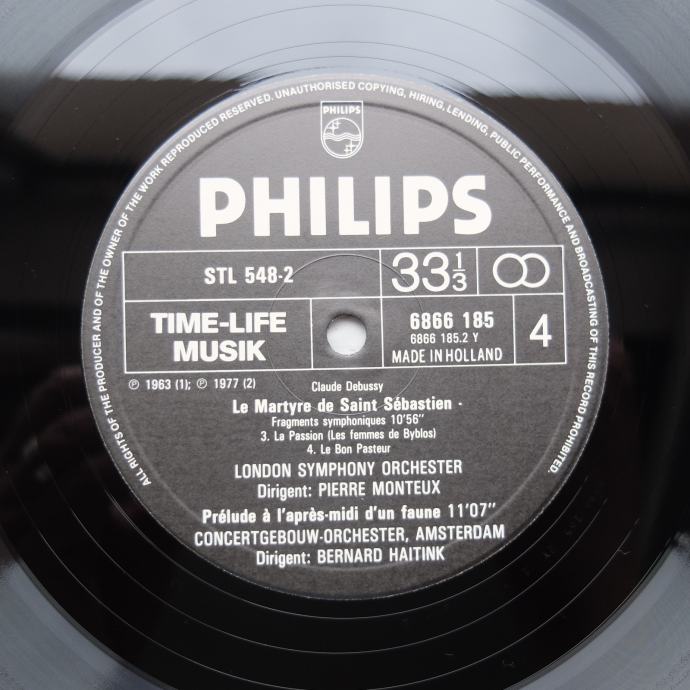 ALL RIGHTS OF THE PRODUCER AND OF THE OWNER OF THE WORK REPRODUCED RESERVED. UNAUTHORISED COPYING, HIRING, LENDING, PUBLIC PERFORMANCE AND BROADCASTING OF THIS RECORD PROHIBITED.
PHILIPS
PHILIPS
STL 548-2
33 1/3
TIME-LIFE
MUSIK
6866 185
6866 185.2 Y
MADE IN HOLLAND
4
℗ 1963 (1); ℗ 1977 (2)
Claude Debussy
Le Martyre de Saint Sébastien ·
Fragments symphoniques 10'56"
3. La Passion (Les femmes de Byblos)
4. Le Bon Pasteur
LONDON SYMPHONY ORCHESTER
Dirigent: PIERRE MONTEUX
Prélude à l'après-midi d'un faune 11'07"
CONCERTGEBOUW-ORCHESTER, AMSTERDAM
Dirigent: BERNARD HAITINK